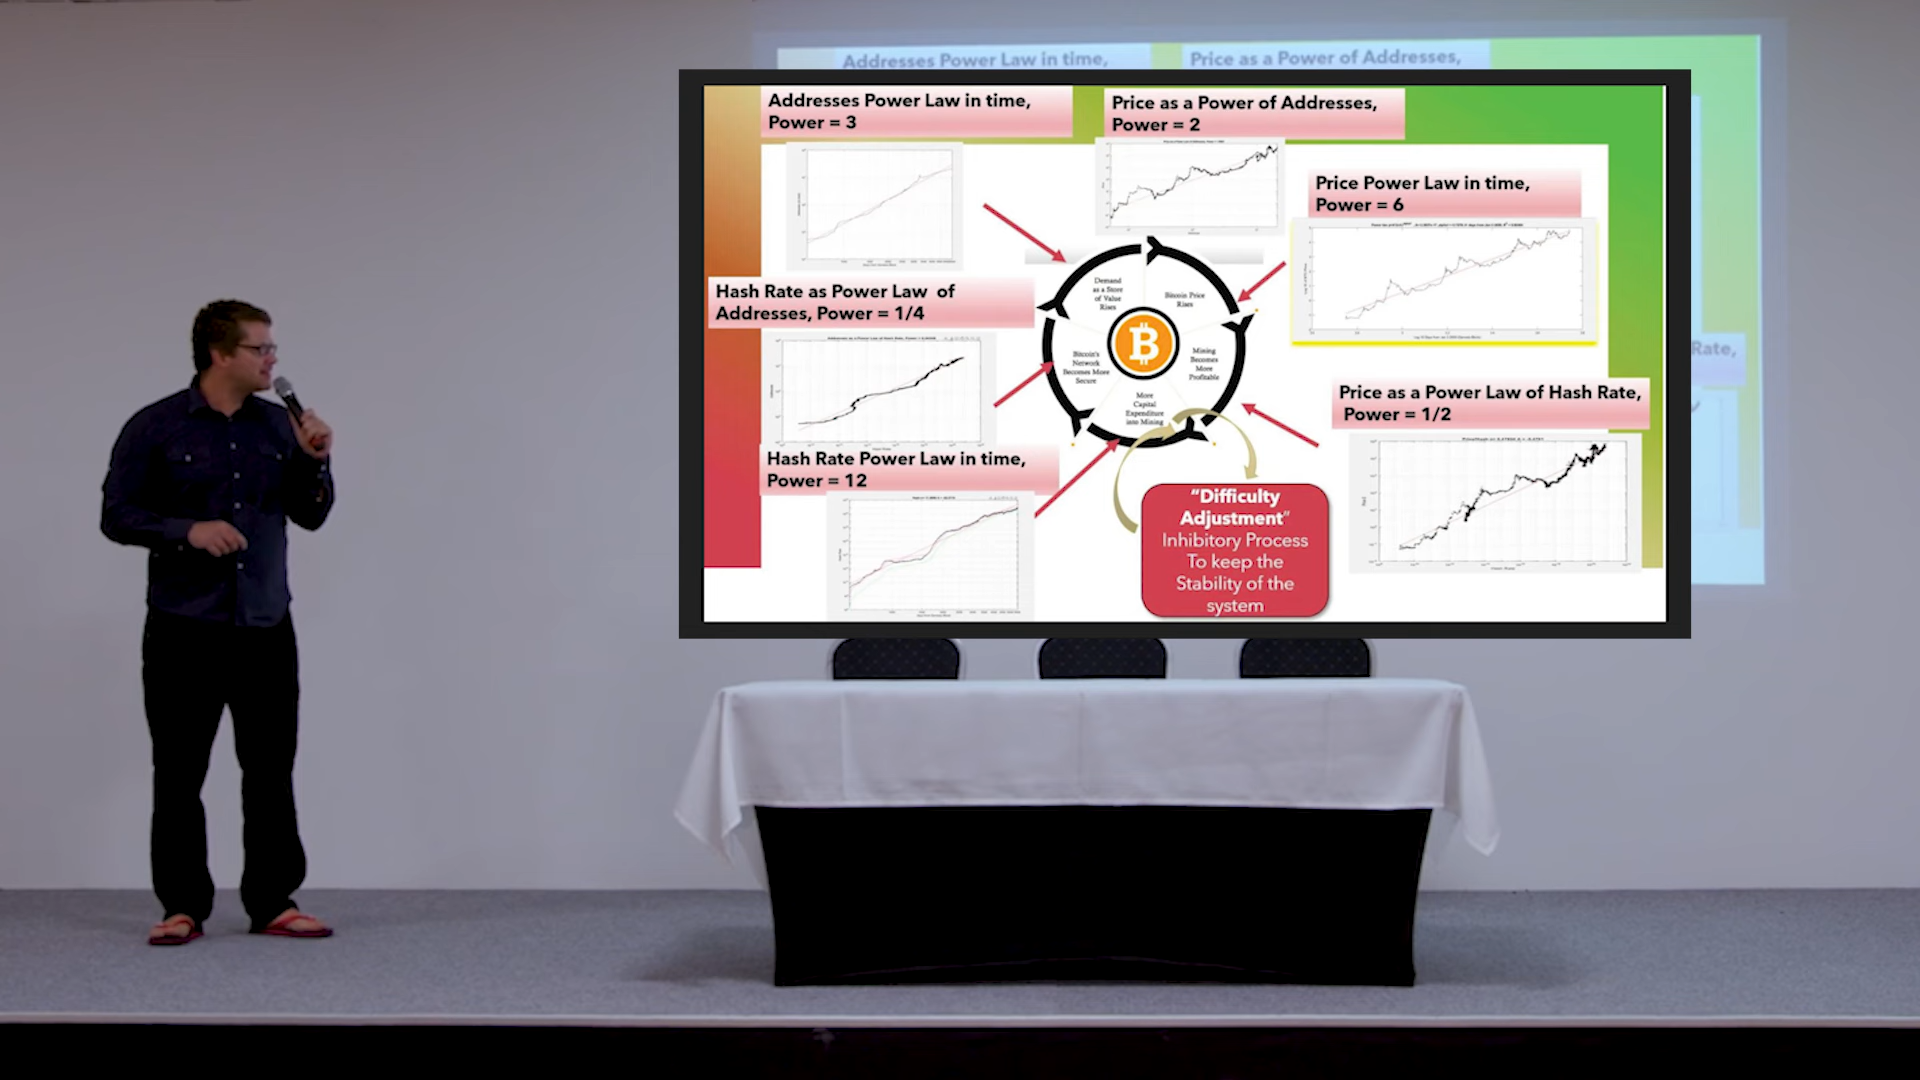 Addresses Power Law in time,
Price as a Power of Addresses,
Addresses Power Law in time,
Power = 3
Price as a Power of Addresses,
Power = 2
Price Power Law in time,
Power = 6
Hash Rate as Power Law of
Addresses, Power = 1/4
Demand
as a Store
of Value
Rises
Bitcoin Price
Rises
Bitcoin's
Network
Becomes More
Secure
Mining
Becomes
More
Profitable
More
Capital
Expenditure
into Mining
Rate,
Price as a Power Law of Hash Rate,
Power = 1/2
Hash Rate Power Law in time,
Power = 12
"Difficulty
Adjustment"
Inhibitory Process
To keep the
Stability of the
system